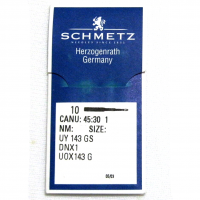 SCHMETZ
Herzogenrath
Germany
10
CANU: 45:30 1
NM: SIZE:
UY 143 GS
DNX1
UOX143 G